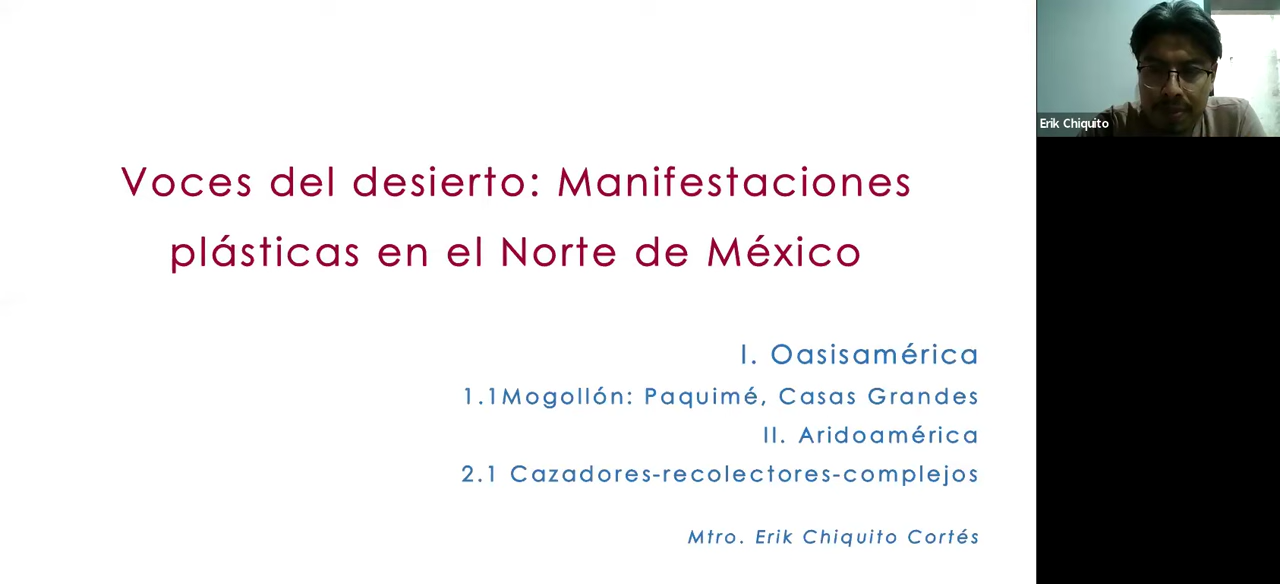 Voces del desierto: Manifestaciones
plásticas en el Norte de México
I. Oasisamérica
1.1Mogollón: Paquimé, Casas Grandes
II. Aridoamérica
2.1 Cazadores-recolectores-complejos
Mtro. Erik Chiquito Cortés
Erik Chiquito